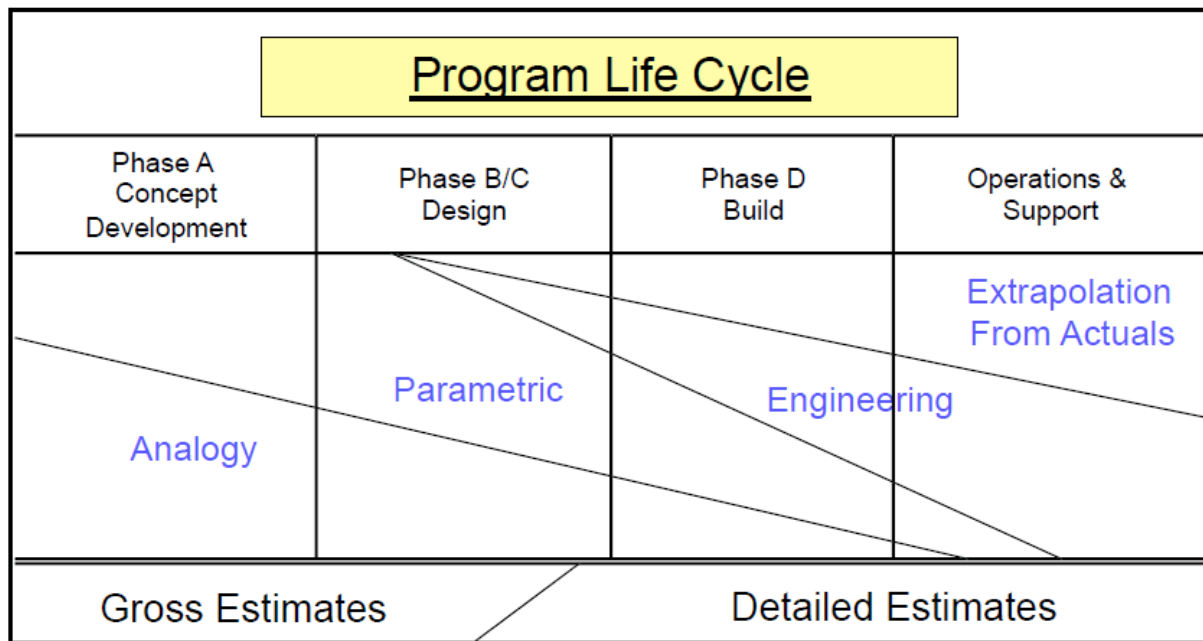 Program Life Cycle
Phase A
Concept
Development
Phase B/C
Design
Phase D
Build
Operations &
Support
Extrapolation
From Actuals
Parametric
Engineering
Analogy
Gross Estimates
Detailed Estimates